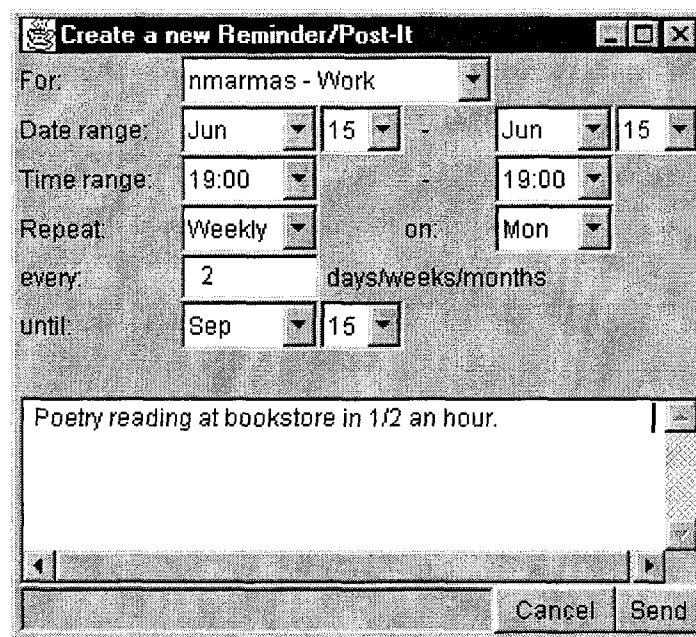 Create a new Reminder/Post-It
For: nmarmas - Work
Date range: Jun 15 - Jun 15
Time range: 19:00 - 19:00
Repeat: Weekly on: Mon
every: 2 days/weeks/months
until: Sep 15
Poetry reading at bookstore in 1/2 an hour.
Cancel Send